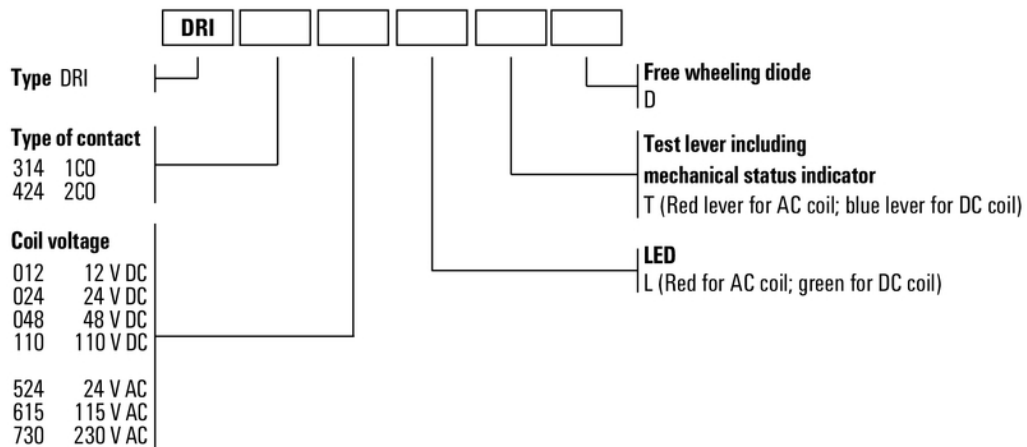 DRI
Type DRI
Type of contact
314 1CO
424 2CO
Coil voltage
012 12 V DC
024 24 V DC
048 48 V DC
110 110 V DC
524 24 V AC
615 115 V AC
730 230 V AC
Free wheeling diode
D
Test lever including
mechanical status indicator
T (Red lever for AC coil; blue lever for DC coil)
LED
L (Red for AC coil; green for DC coil)